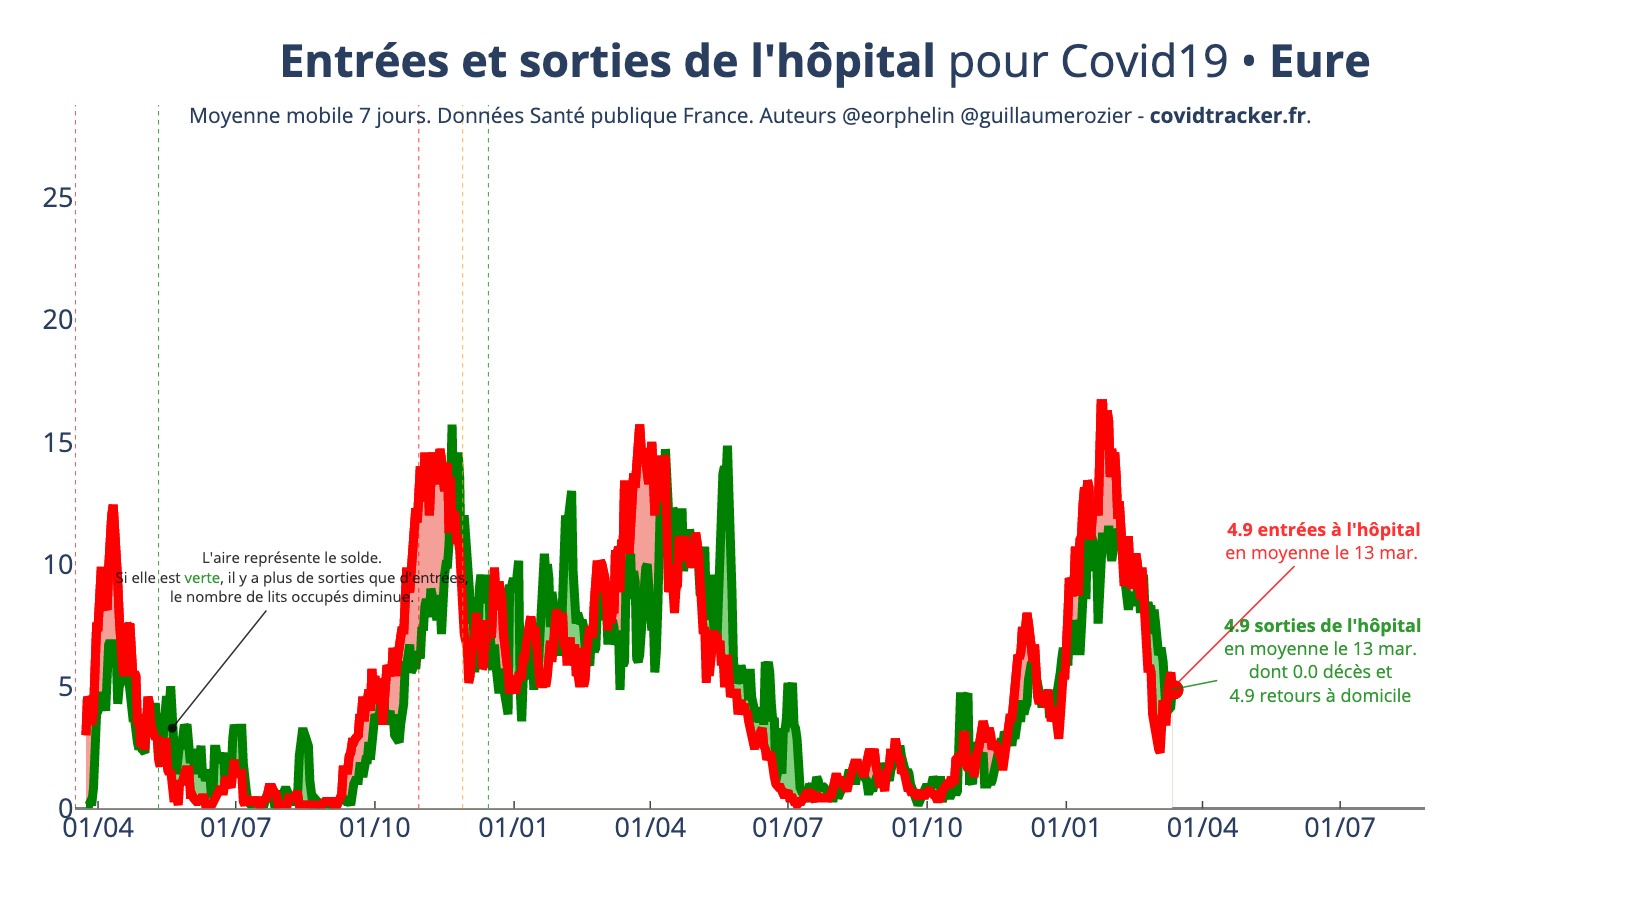 Entrées et sorties de l'hôpital pour Covid19 • Eure
Moyenne mobile 7 jours. Données Santé publique France. Auteurs @eorphelin @guillaumerozier - covidtracker.fr.
25
20
15
10
5
0
L'aire représente le solde.
Si elle est verte, il y a plus de sorties que d'entrées,
le nombre de lits occupés diminue.
4.9 entrées à l'hôpital
en moyenne le 13 mar.
4.9 sorties de l'hôpital
en moyenne le 13 mar.
dont 0.0 décès et
4.9 retours à domicile
01/04 01/07 01/10 01/01 01/04 01/07 01/10 01/01 01/04 01/07